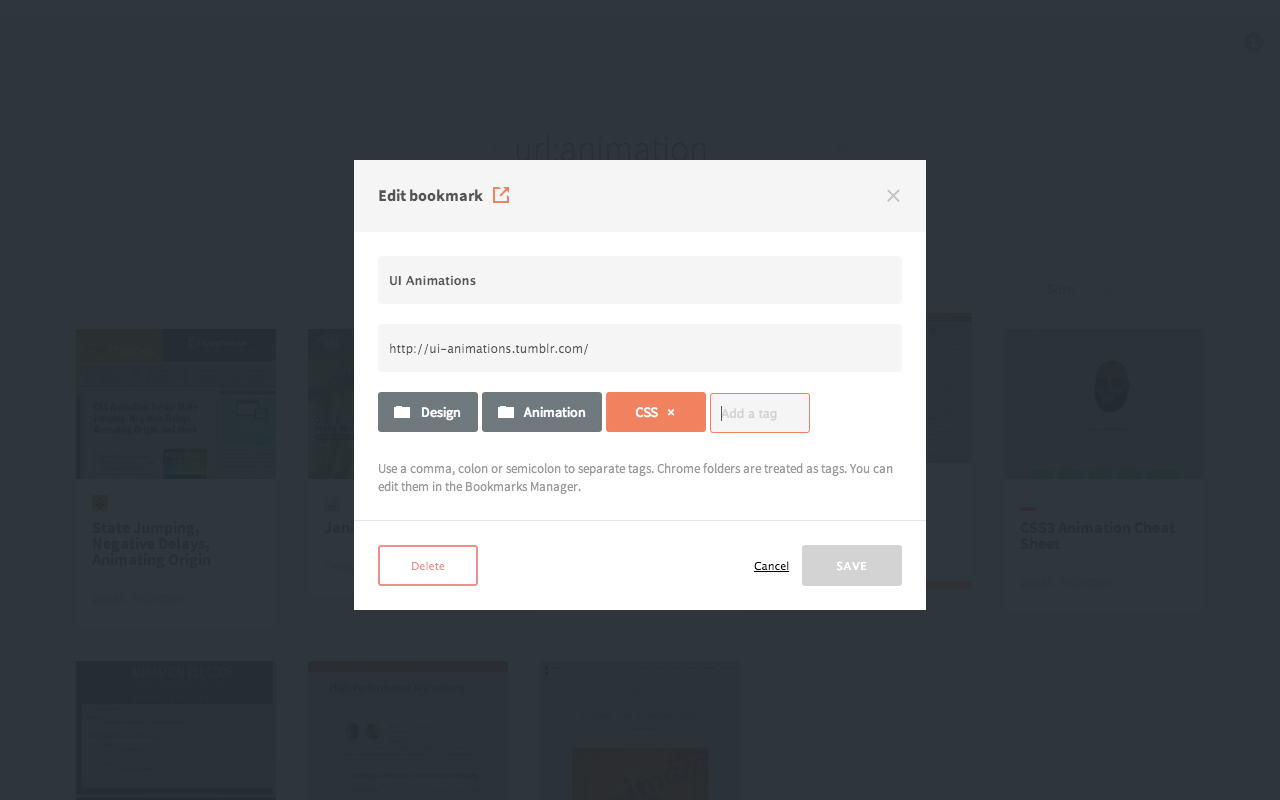 url:animation
Edit bookmark
UI Animations
http://ui-animations.tumblr.com/
Design
Animation
CSS ×
Add a tag
Use a comma, colon or semicolon to separate tags. Chrome folders are treated as tags. You can
edit them in the Bookmarks Manager.
Delete
Cancel
SAVE
Sort:
State Jumping,
Negative Delays,
Animating Origin
CSS3 Animation Cheat
Sheet